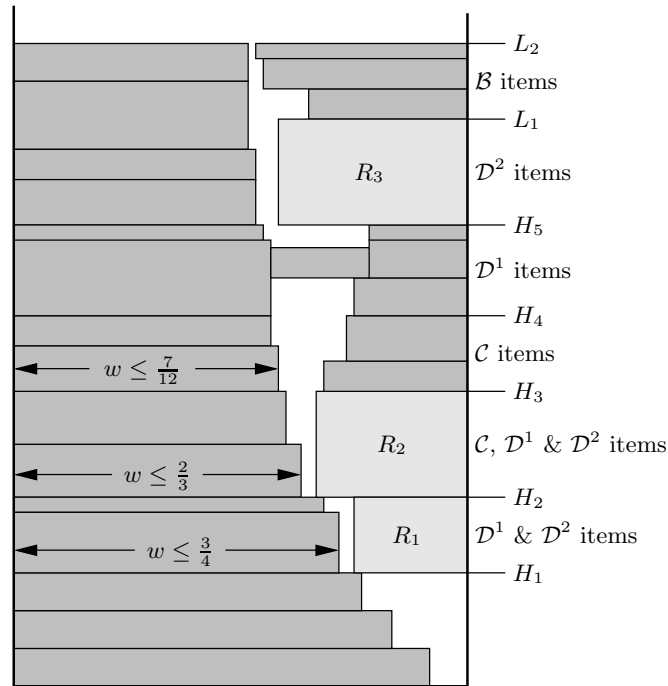 L₂
ℬ items
L₁
R₃
𝒟² items
H₅
𝒟¹ items
H₄
w ≤ 7/12
𝒞 items
H₃
R₂
𝒞, 𝒟¹ & 𝒟² items
w ≤ 2/3
H₂
w ≤ 3/4
R₁
𝒟¹ & 𝒟² items
H₁